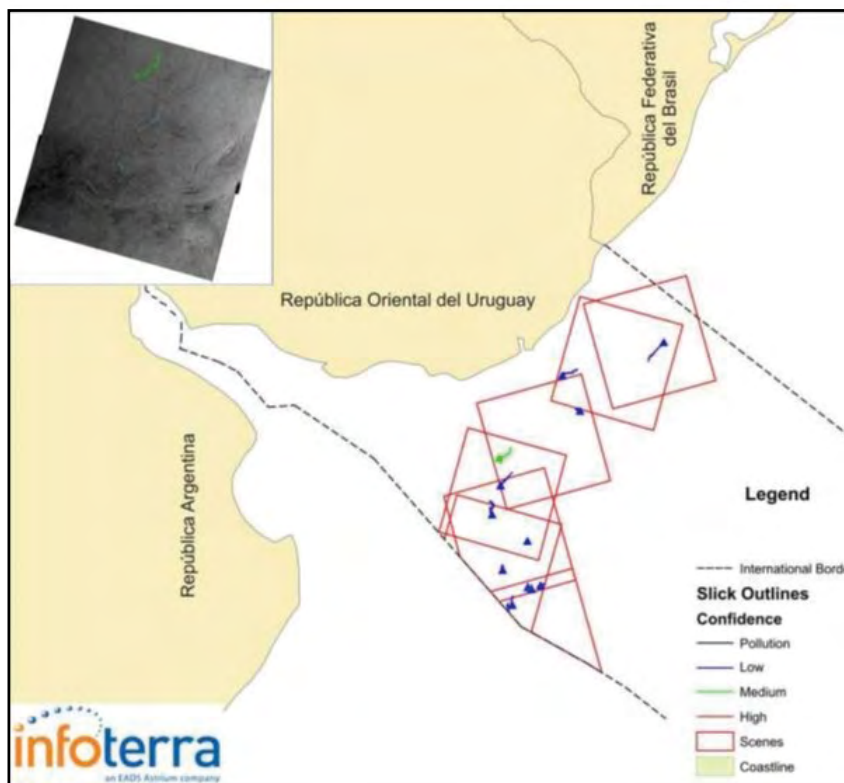 República Federativa
del Brasil
República Oriental del Uruguay
República Argentina
Legend
International Borde
Slick Outlines
Confidence
Pollution
Low
Medium
High
Scenes
Coastline
infoterra
an EADS Astrium company